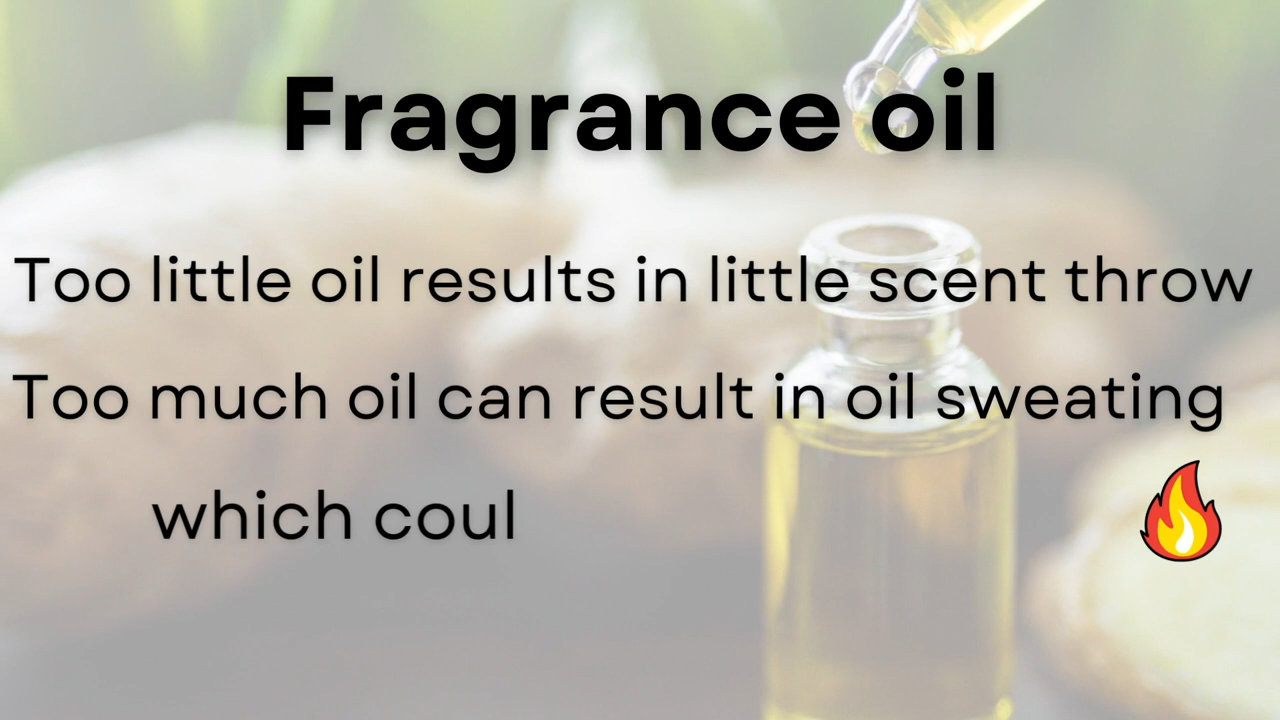 Fragrance oil
Too little oil results in little scent throw
Too much oil can result in oil sweating
which coul